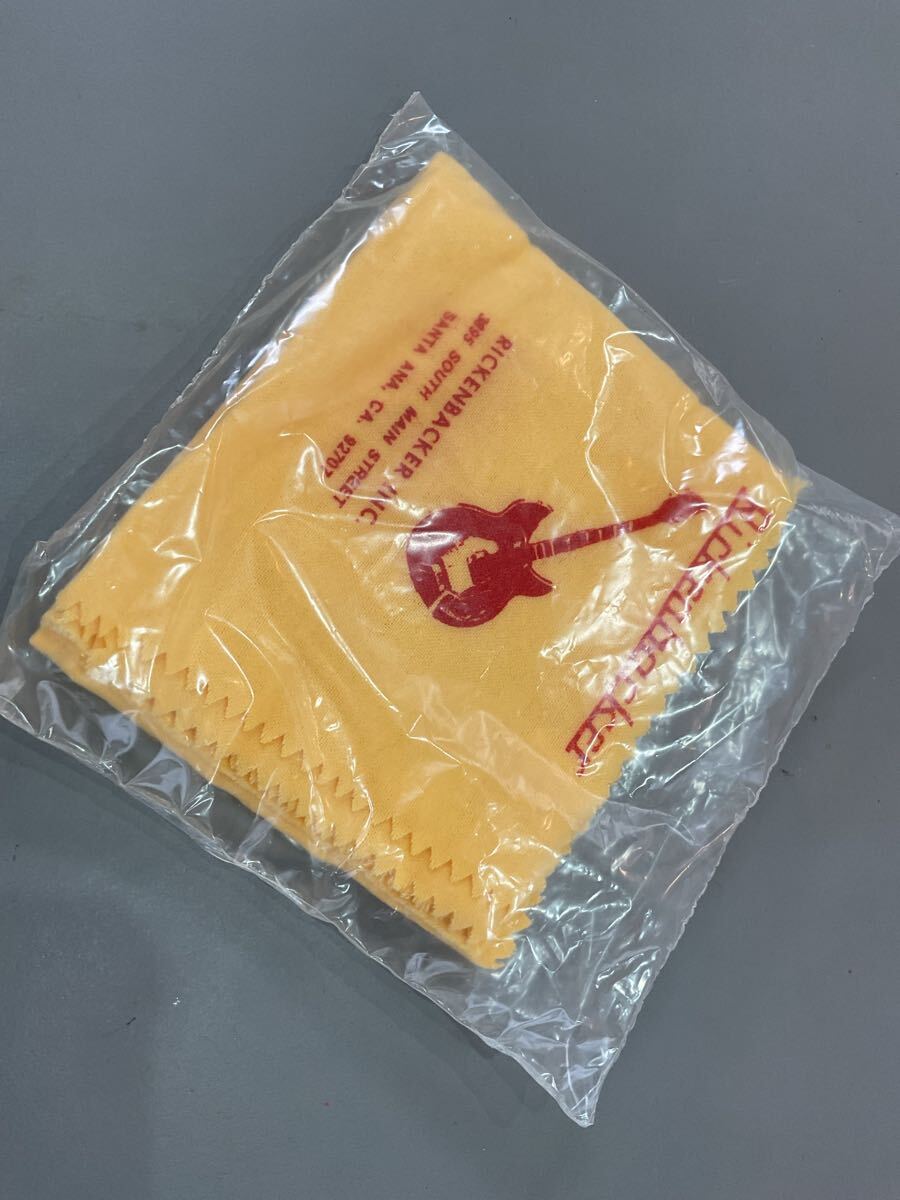 Rickenbacker
RICKENBACKER INC.
3895 SOUTH MAIN STREET
SANTA ANA, CA. 92707